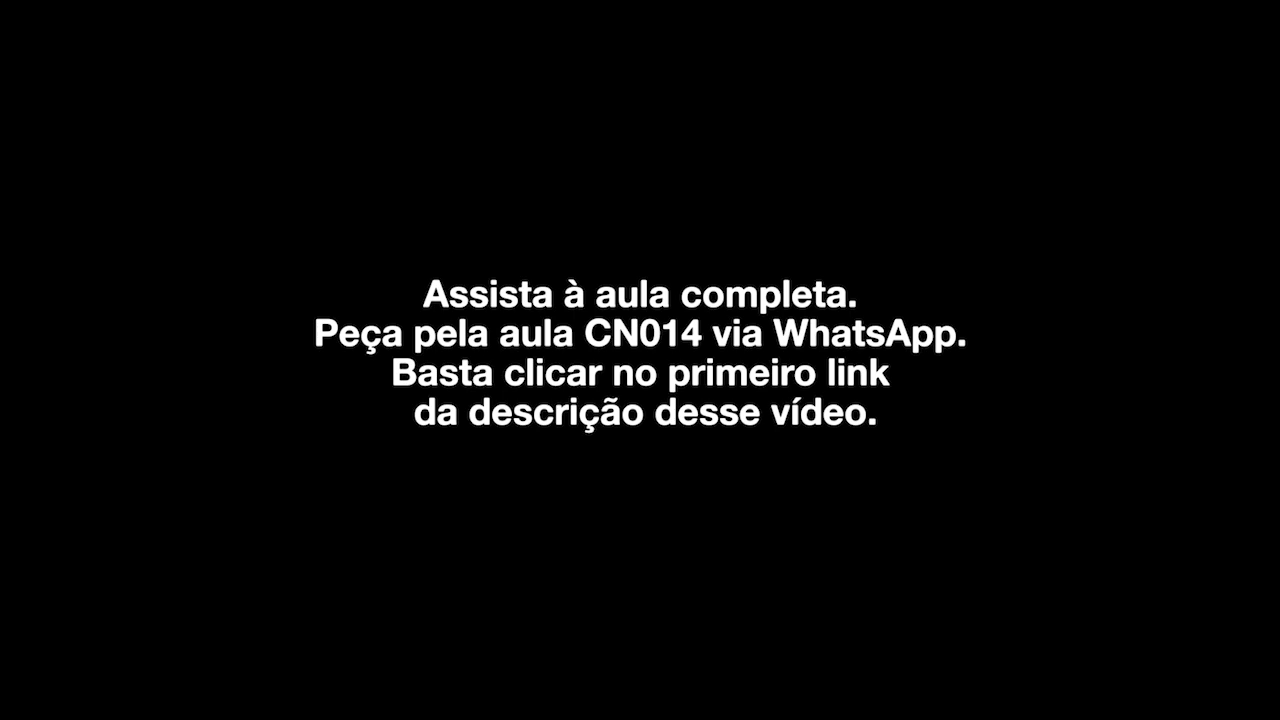 Assista à aula completa.
Peça pela aula CN014 via WhatsApp.
Basta clicar no primeiro link
da descrição desse vídeo.